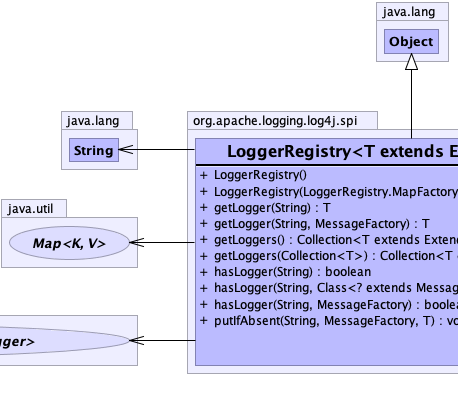 java.lang
Object
java.lang
String
org.apache.logging.log4j.spi
LoggerRegistry<T extends E
+ LoggerRegistry()
+ LoggerRegistry(LoggerRegistry.MapFactory
+ getLogger(String) : T
+ getLogger(String, MessageFactory) : T
+ getLoggers() : Collection<T extends Exten
+ getLoggers(Collection<T>) : Collection<T
+ hasLogger(String) : boolean
+ hasLogger(String, Class<? extends Messag
+ hasLogger(String, MessageFactory) : boole
+ putIfAbsent(String, MessageFactory, T) : vo
java.util
Map<K, V>
gger>